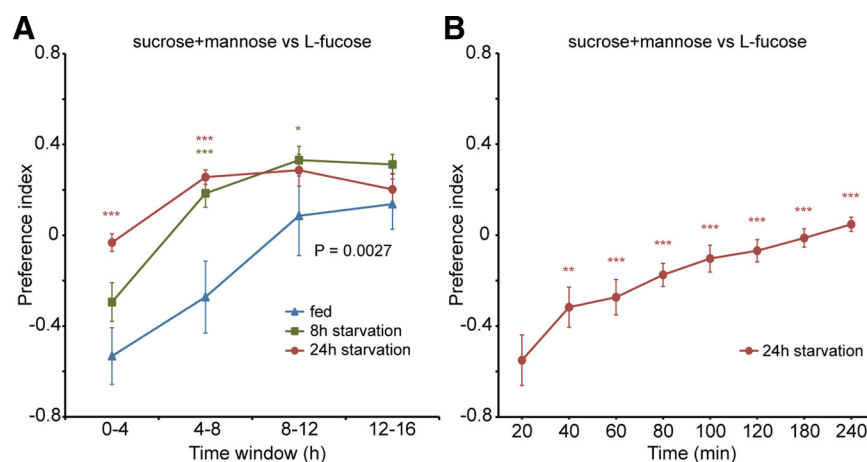 A
sucrose+mannose vs L-fucose
0.8
0.4
0
-0.4
-0.8
Preference index
***
***
***
*
P = 0.0027
fed
8h starvation
24h starvation
0-4 4-8 8-12 12-16
Time window (h)
B
sucrose+mannose vs L-fucose
0.8
0.4
0
-0.4
-0.8
Preference index
** *** *** *** *** *** ***
24h starvation
20 40 60 80 100 120 180 240
Time (min)